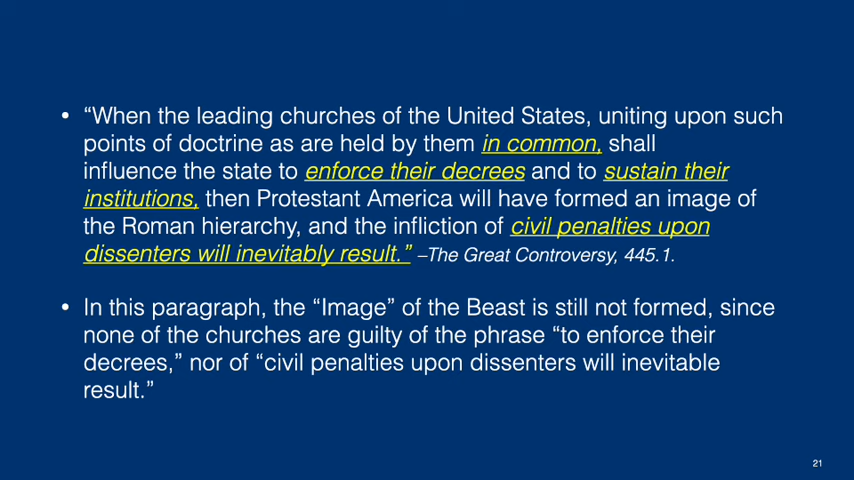 • “When the leading churches of the United States, uniting upon such
points of doctrine as are held by them in common, shall
influence the state to enforce their decrees and to sustain their
institutions, then Protestant America will have formed an image of
the Roman hierarchy, and the infliction of civil penalties upon
dissenters will inevitably result.” –The Great Controversy, 445.1.
• In this paragraph, the “Image” of the Beast is still not formed, since
none of the churches are guilty of the phrase “to enforce their
decrees,” nor of “civil penalties upon dissenters will inevitable
result.”
21